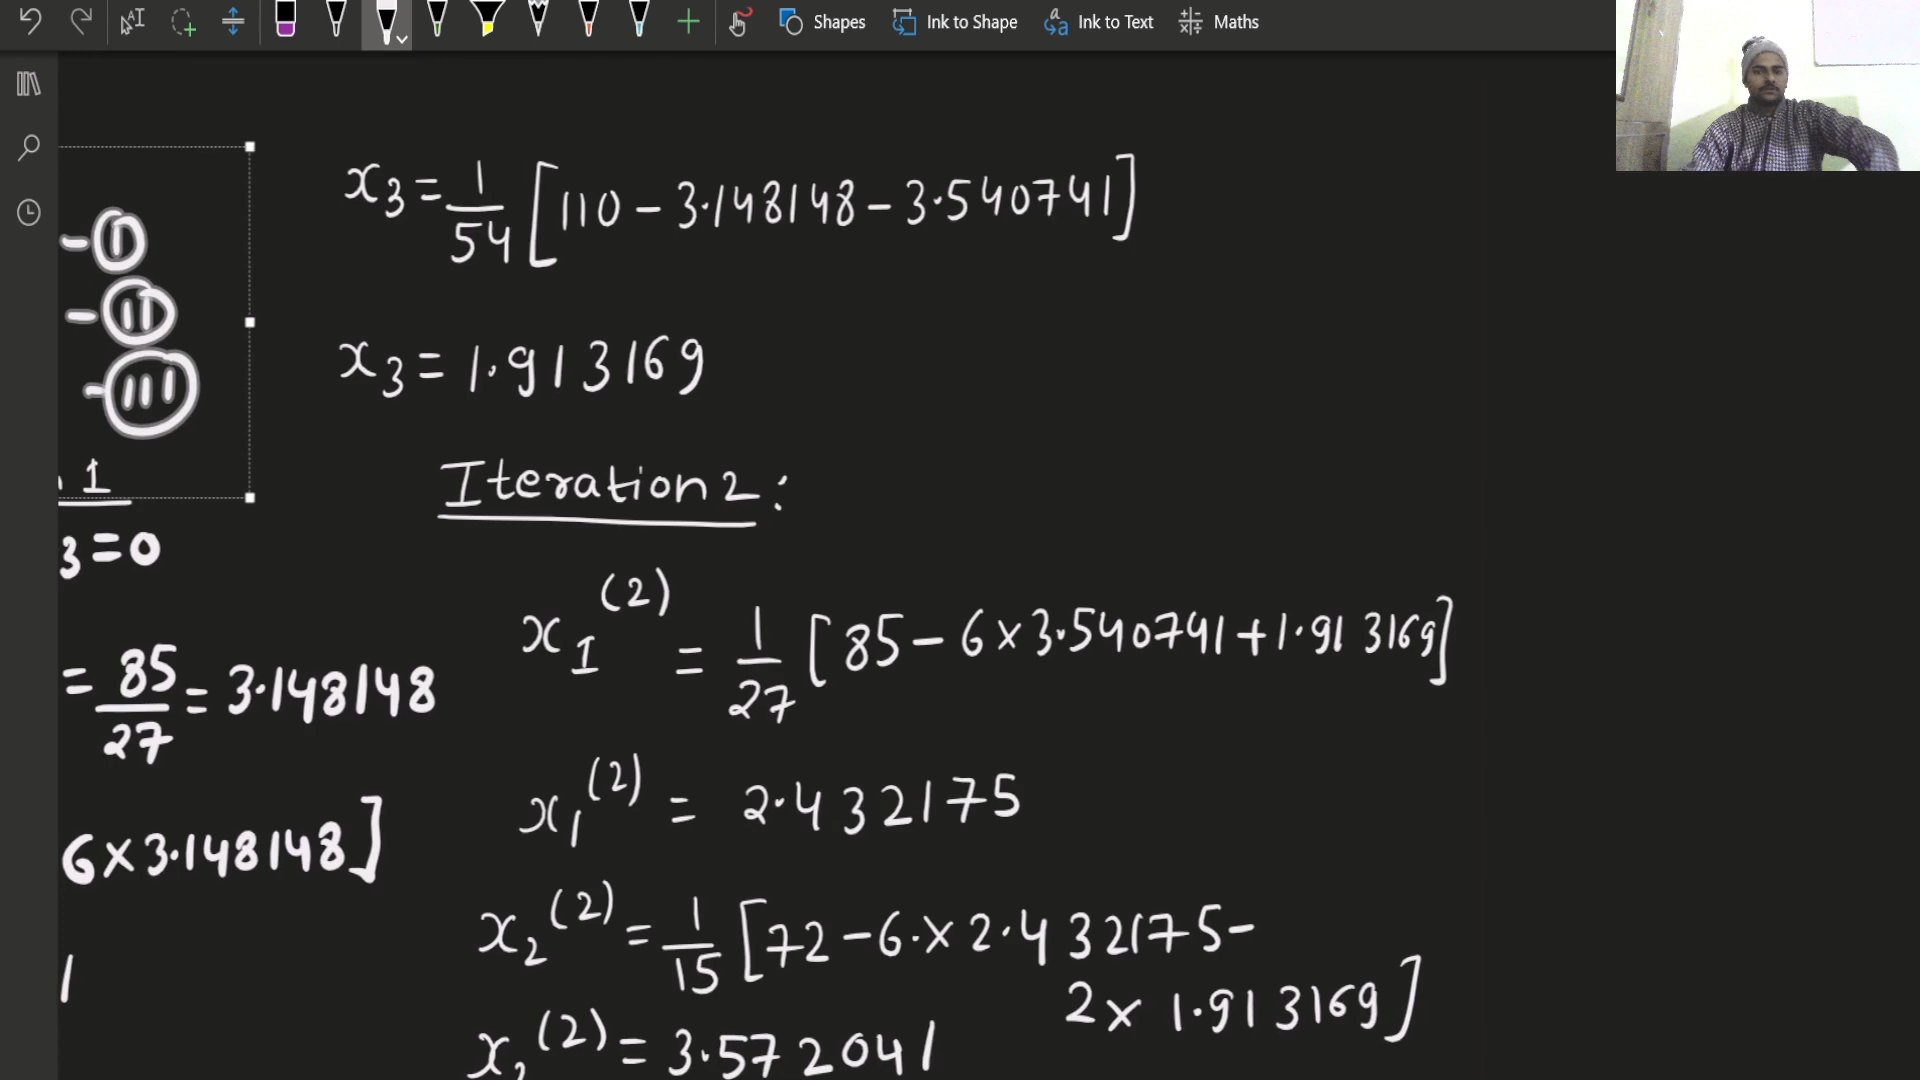 Shapes Ink to Shape Ink to Text Maths
- (I)
- (II)
- (III)
1
3=0
= 85/27 = 3.148148
6×3.148148]
1
x₃ = 1/54 [110 - 3.148148 - 3.540741]
x₃ = 1.913169
Iteration 2:
x₁⁽²⁾ = 1/27 [85 - 6×3.540741 + 1.913169]
x₁⁽²⁾ = 2.432175
x₂⁽²⁾ = 1/15 [72 - 6.× 2.432175 -
2 × 1.913169]
x₂⁽²⁾ = 3.572041